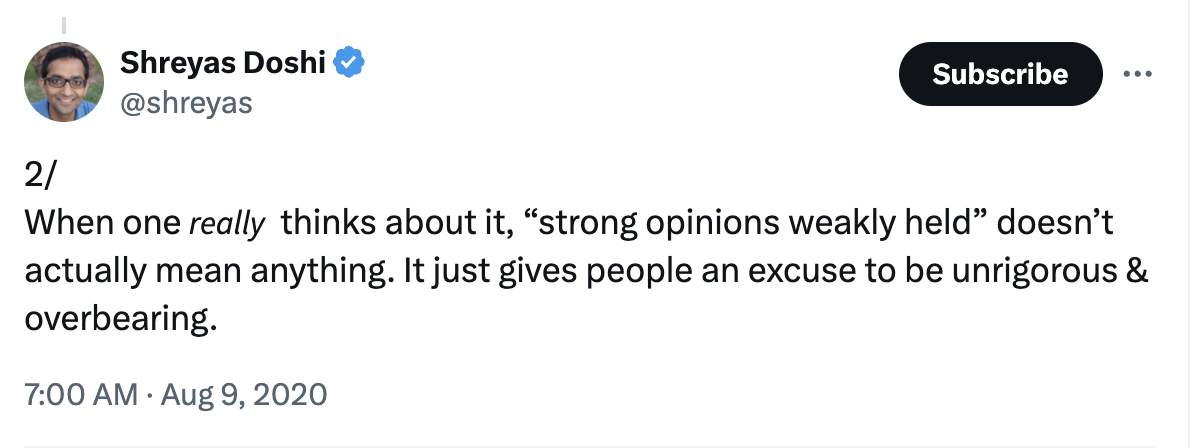 Shreyas Doshi
@shreyas
Subscribe
2/
When one really thinks about it, “strong opinions weakly held” doesn’t
actually mean anything. It just gives people an excuse to be unrigorous &
overbearing.
7:00 AM · Aug 9, 2020